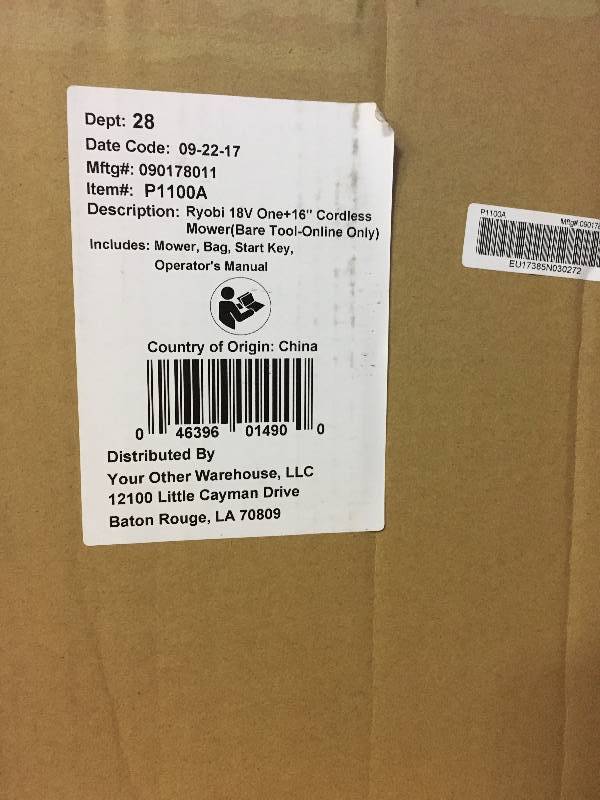 Dept: 28
Date Code: 09-22-17
Mftg#: 090178011
Item#: P1100A
Description: Ryobi 18V One+16" Cordless
Mower(Bare Tool-Online Only)
Includes: Mower, Bag, Start Key,
Operator's Manual
Country of Origin: China
0 46396 01490 0
Distributed By
Your Other Warehouse, LLC
12100 Little Cayman Drive
Baton Rouge, LA 70809
P1100A Mftg# 09017
EU17385N030272